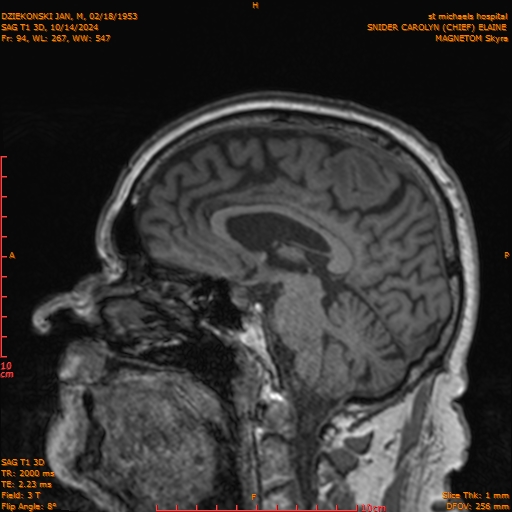 H
DZIEKONSKI JAN, M, 02/18/1953
SAG T1 3D, 10/14/2024
Fr: 94, WL: 267, WW: 547
st michaels hospital
SNIDER CAROLYN (CHIEF) ELAINE
MAGNETOM Skyra
A
P
10
cm
SAG T1 3D
TR: 2000 ms
TE: 2.23 ms
Field: 3 T
Flip Angle: 8°
F
10cm
Slice Thk: 1 mm
DFOV: 256 mm